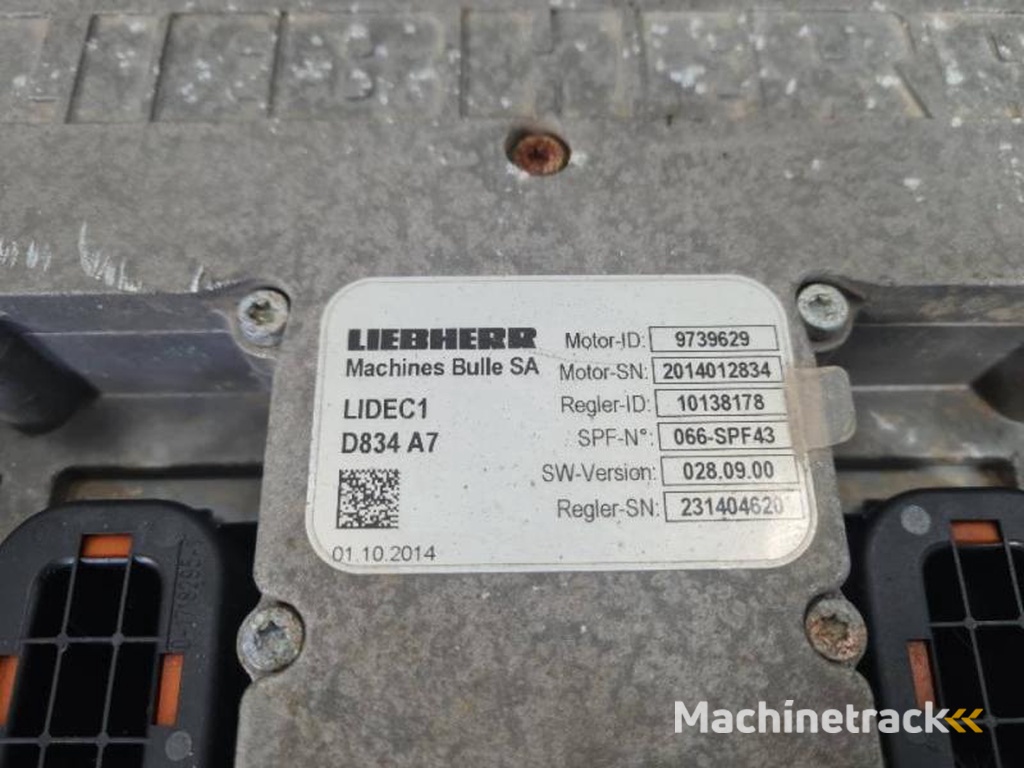 LIEBHERR
LIEBHERR
Machines Bulle SA
LIDEC1
D834 A7
01.10.2014
Motor-ID: 9739629
Motor-SN: 2014012834
Regler-ID: 10138178
SPF-N°: 066-SPF43
SW-Version: 028.09.00
Regler-SN: 231404620
Machinetrack